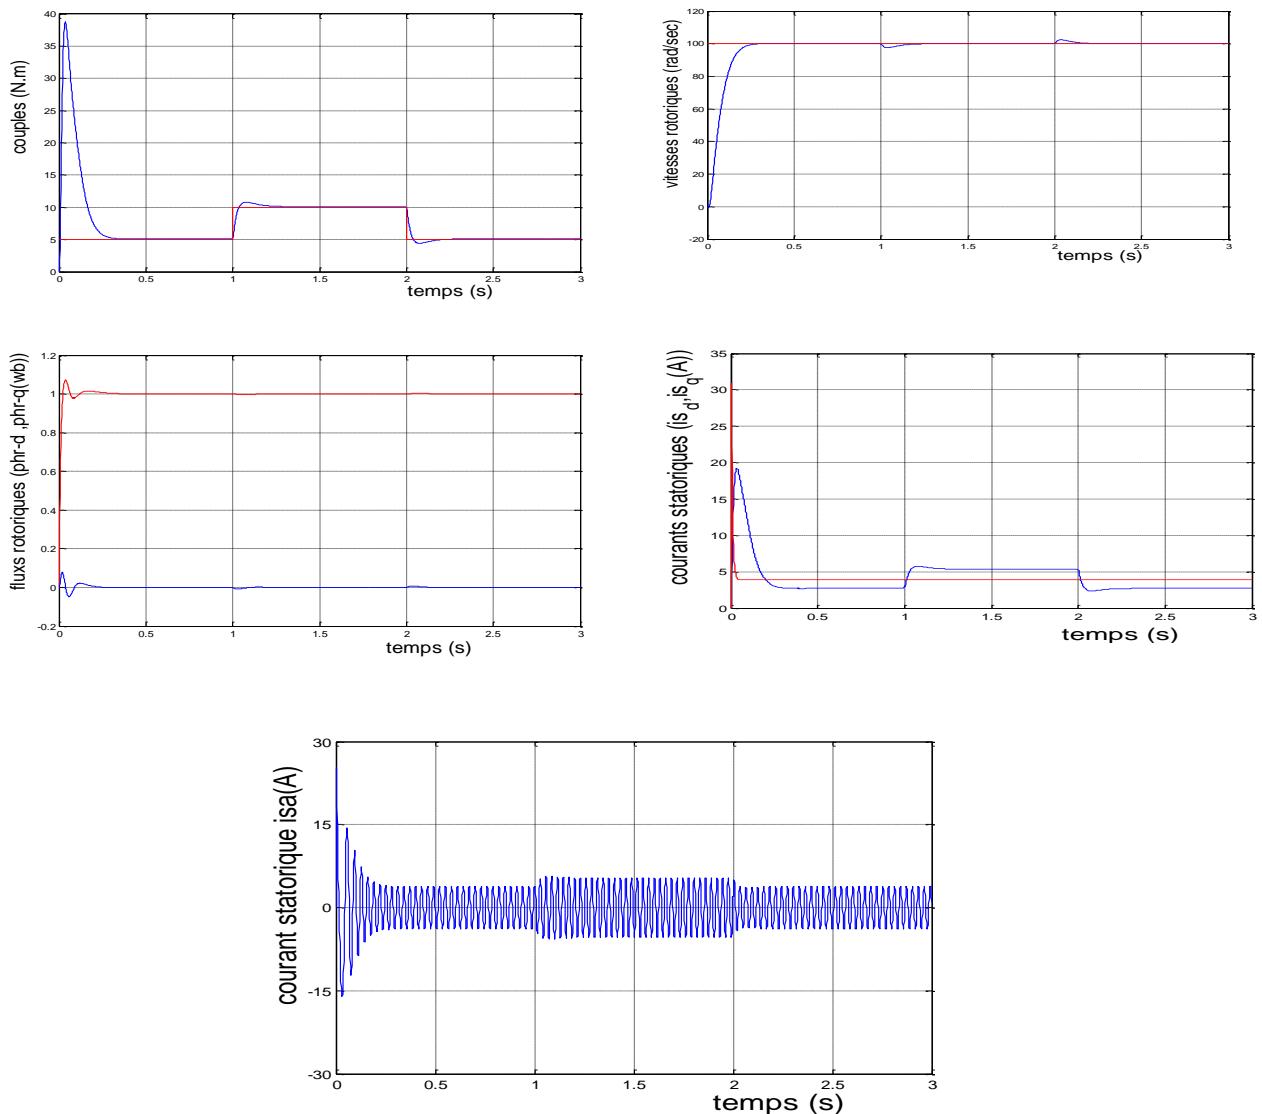 couples (N.m)
40
35
30
25
20
15
10
5
0
0 0.5 1 1.5 2 2.5 3
temps (s)
vitesses rotoriques (rad/sec)
120
100
80
60
40
20
0
-20
0 0.5 1 1.5 2 2.5 3
temps (s)
fluxs rotoriques (phr-d ,phr-q(wb))
1.2
1
0.8
0.6
0.4
0.2
0
-0.2
0 0.5 1 1.5 2 2.5 3
temps (s)
courants statoriques (is_d,is_q(A))
35
30
25
20
15
10
5
0
0 0.5 1 1.5 2 2.5 3
temps (s)
courant statorique isa(A)
30
15
0
-15
-30
0 0.5 1 1.5 2 2.5 3
temps (s)